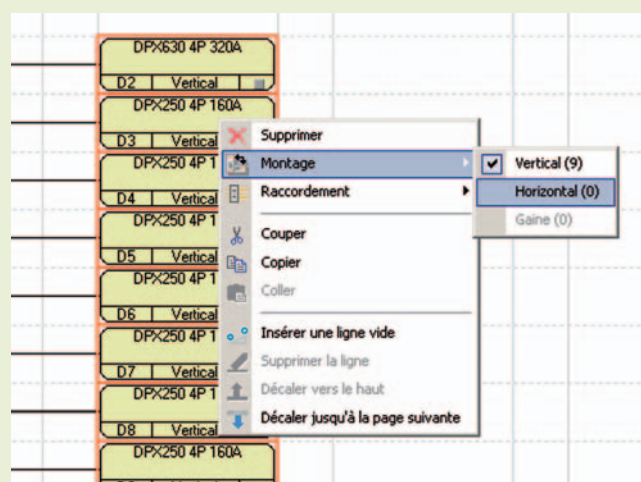 DPX630 4P 320A
D2 Vertical
DPX250 4P 160A
D3 Vertical
DPX250 4P 1
D4 Vertical
DPX250 4P 1
D5 Vertical
DPX250 4P 1
D6 Vertical
DPX250 4P 1
D7 Vertical
DPX250 4P 1
D8 Vertical
DPX250 4P 160A
Supprimer
Montage
Raccordement
Couper
Copier
Coller
Insérer une ligne vide
Supprimer la ligne
Décaler vers le haut
Décaler jusqu'à la page suivante
Vertical (9)
Horizontal (0)
Gaine (0)